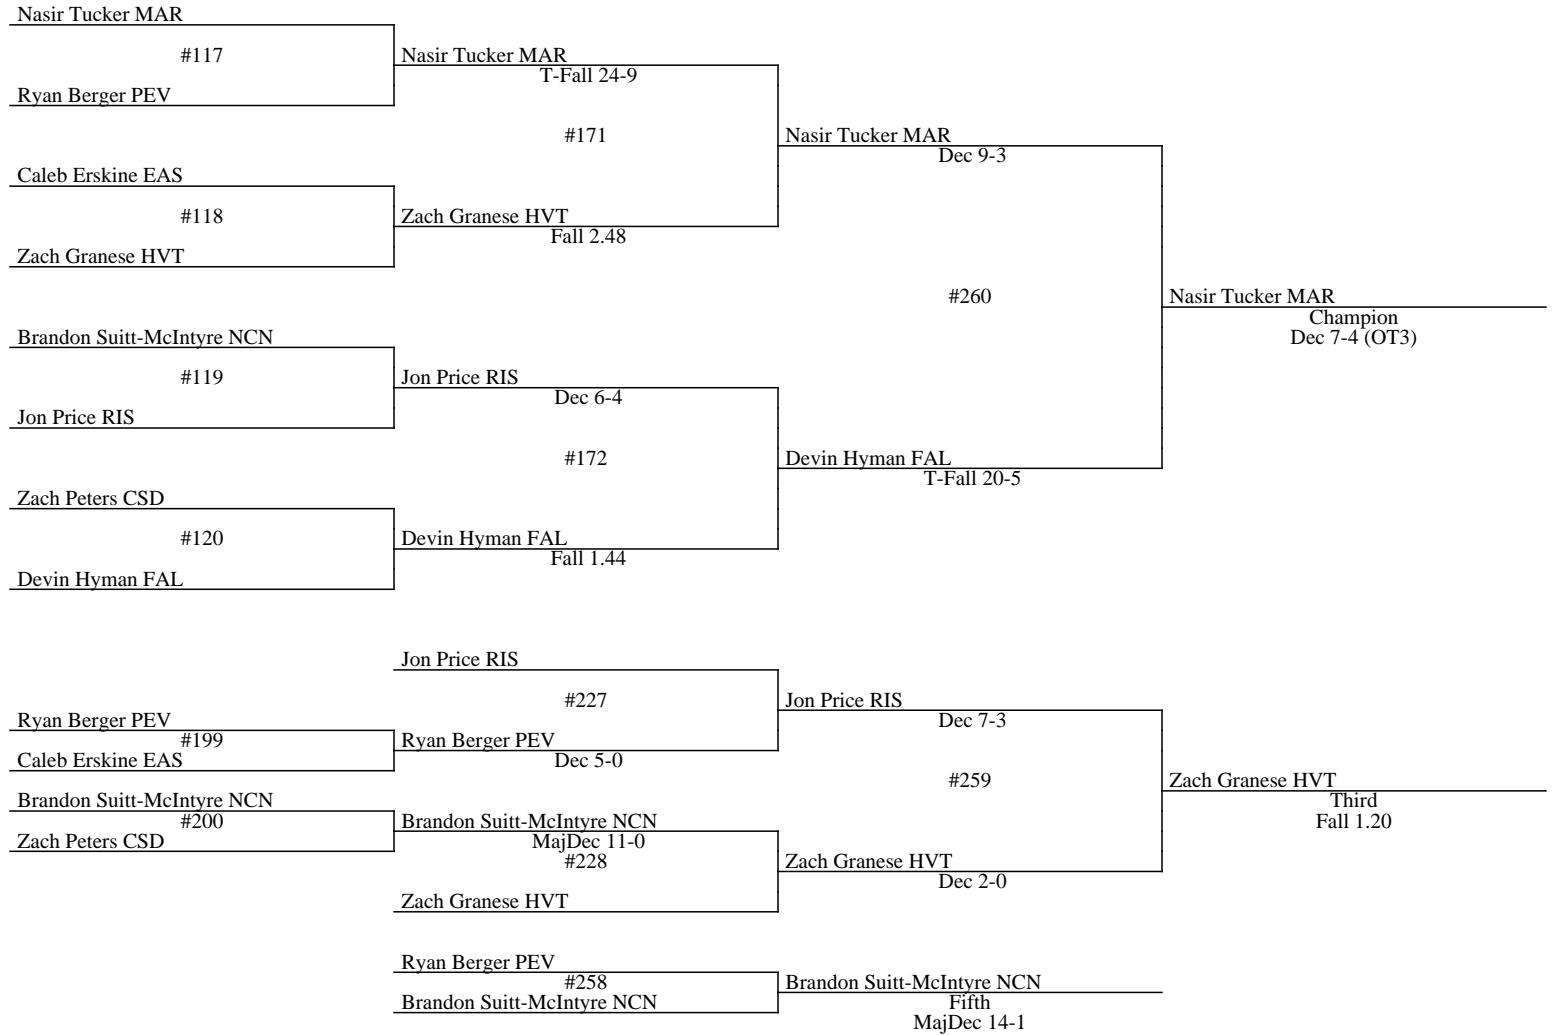 Nasir Tucker MAR
#117
Ryan Berger PEV
Nasir Tucker MAR
T-Fall 24-9
#171
Caleb Erskine EAS
#118
Zach Granese HVT
Zach Granese HVT
Fall 2.48
Nasir Tucker MAR
Dec 9-3
#260
Brandon Suitt-McIntyre NCN
#119
Jon Price RIS
Jon Price RIS
Dec 6-4
#172
Zach Peters CSD
#120
Devin Hyman FAL
Devin Hyman FAL
Fall 1.44
Devin Hyman FAL
T-Fall 20-5
Nasir Tucker MAR
Champion
Dec 7-4 (OT3)
Jon Price RIS
#227
Ryan Berger PEV
#199
Caleb Erskine EAS
Ryan Berger PEV
Dec 5-0
Jon Price RIS
Dec 7-3
#259
Brandon Suitt-McIntyre NCN
#200
Zach Peters CSD
Brandon Suitt-McIntyre NCN
MajDec 11-0
#228
Zach Granese HVT
Zach Granese HVT
Dec 2-0
Zach Granese HVT
Third
Fall 1.20
Ryan Berger PEV
#258
Brandon Suitt-McIntyre NCN
Brandon Suitt-McIntyre NCN
Fifth
MajDec 14-1